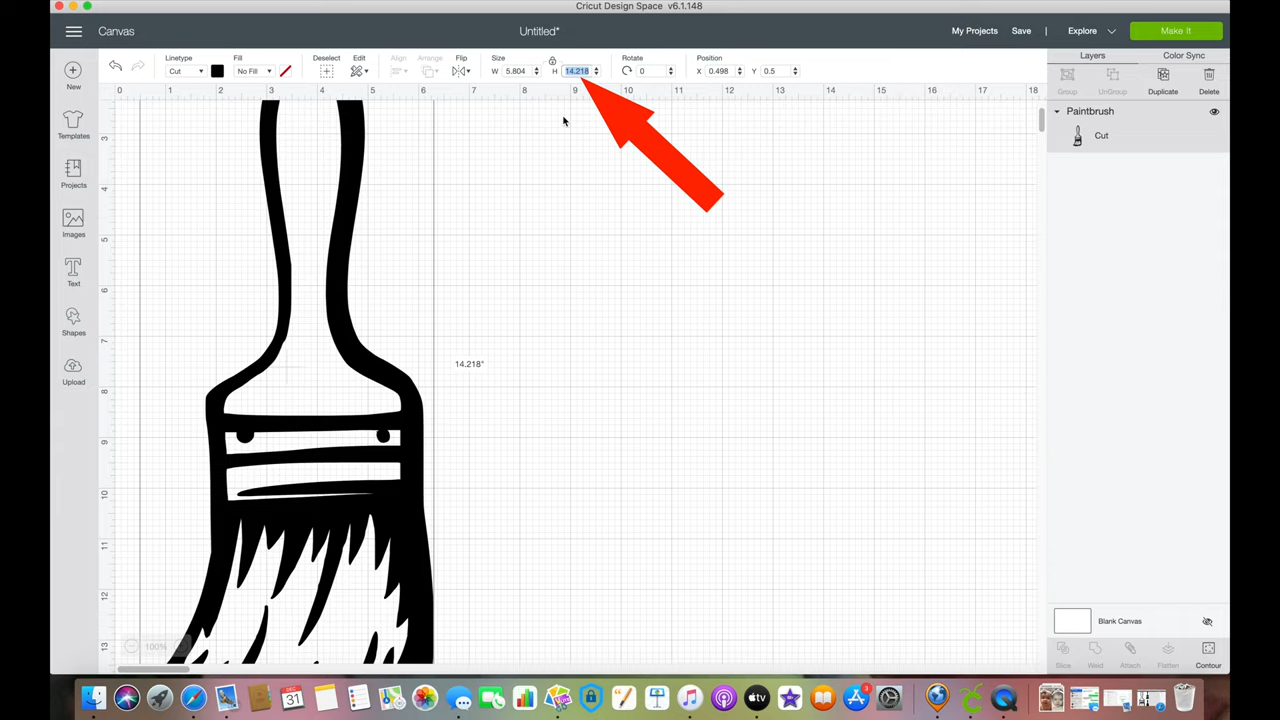 Cricut Design Space v6.1.148
Canvas
Untitled*
My Projects
Save
Explore
Make It
Linetype
Cut
Fill
No Fill
Deselect
Edit
Align
Arrange
Flip
Size
W 5.804
H 14.218
Rotate
0
Position
X 0.498
Y 0.5
Layers
Color Sync
Group
UnGroup
Duplicate
Delete
New
Templates
Projects
Images
Text
Shapes
Upload
0 1 2 3 4 5 6 7 8 9 10 11 12 13 14 15 16 17 18
3
4
5
6
7
8
9
10
11
12
13
14.218"
100%
Paintbrush
Cut
Blank Canvas
Slice
Weld
Attach
Flatten
Contour
DEC
31
3